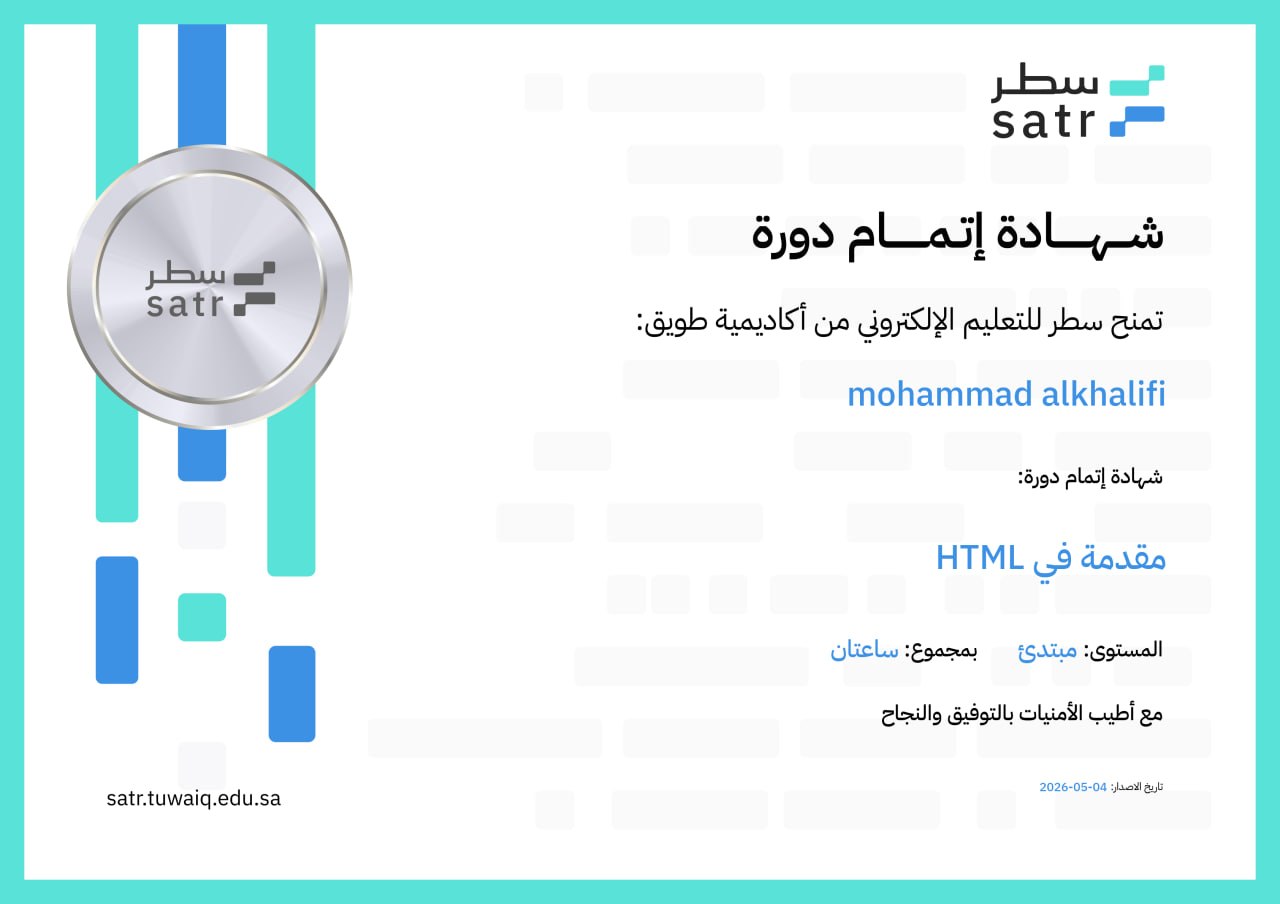 سطر
satr
شهادة إتمام دورة
تمنح سطر للتعليم الإلكتروني من أكاديمية طويق:
mohammad alkhalifi
شهادة إتمام دورة:
مقدمة في HTML
المستوى: مبتدئ بمجموع: ساعتان
مع أطيب الأمنيات بالتوفيق والنجاح
تاريخ الاصدار: 2026-05-04
سطر
satr
satr.tuwaiq.edu.sa